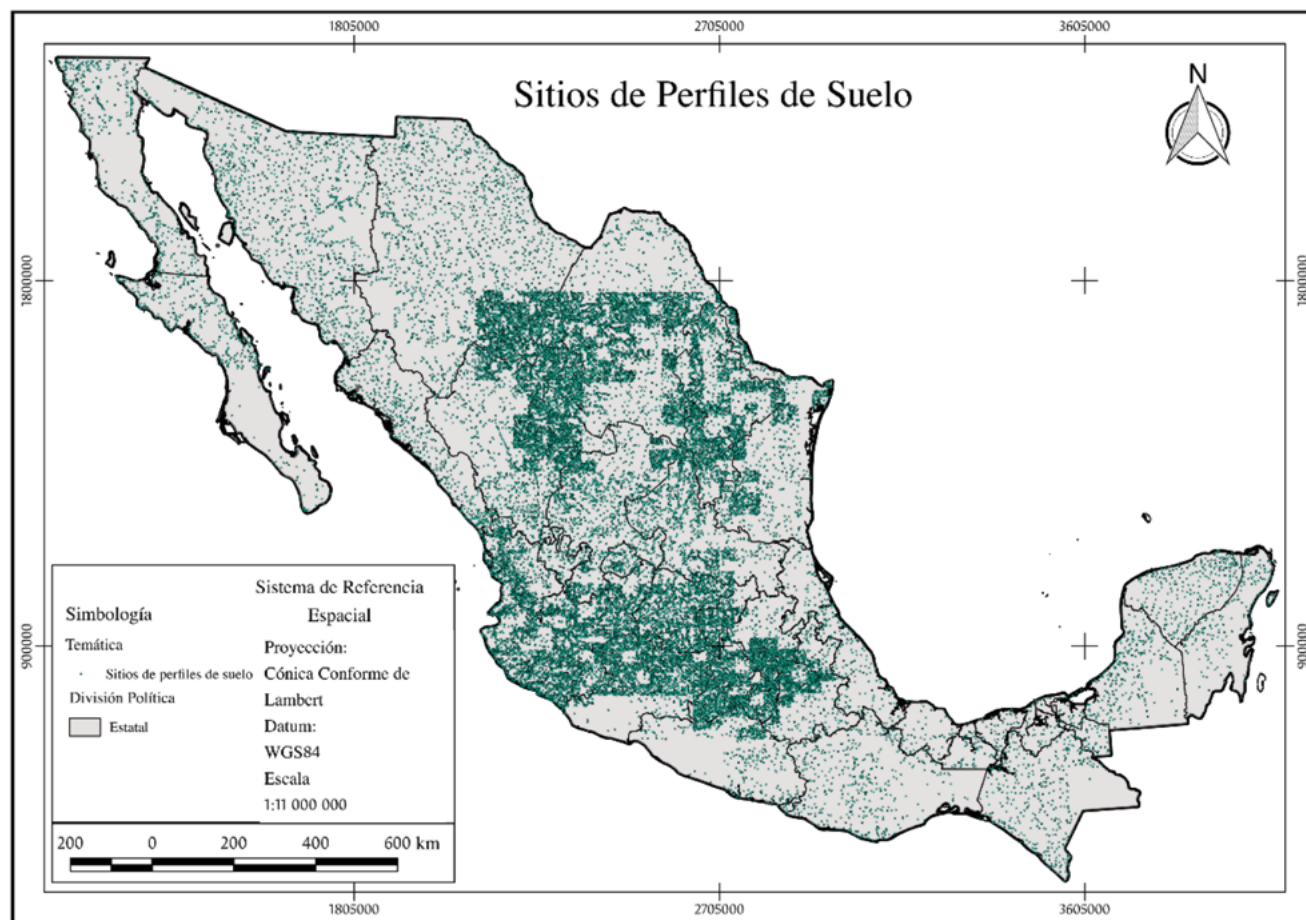 1805000 2705000 3605000
Sitios de Perfiles de Suelo
N
1800000 1800000
900000 900000
Simbología
Temática
Sitios de perfiles de suelo
División Política
Estatal
Sistema de Referencia
Espacial
Proyección:
Cónica Conforme de
Lambert
Datum:
WGS84
Escala
1:11 000 000
200 0 200 400 600 km
1805000 2705000 3605000